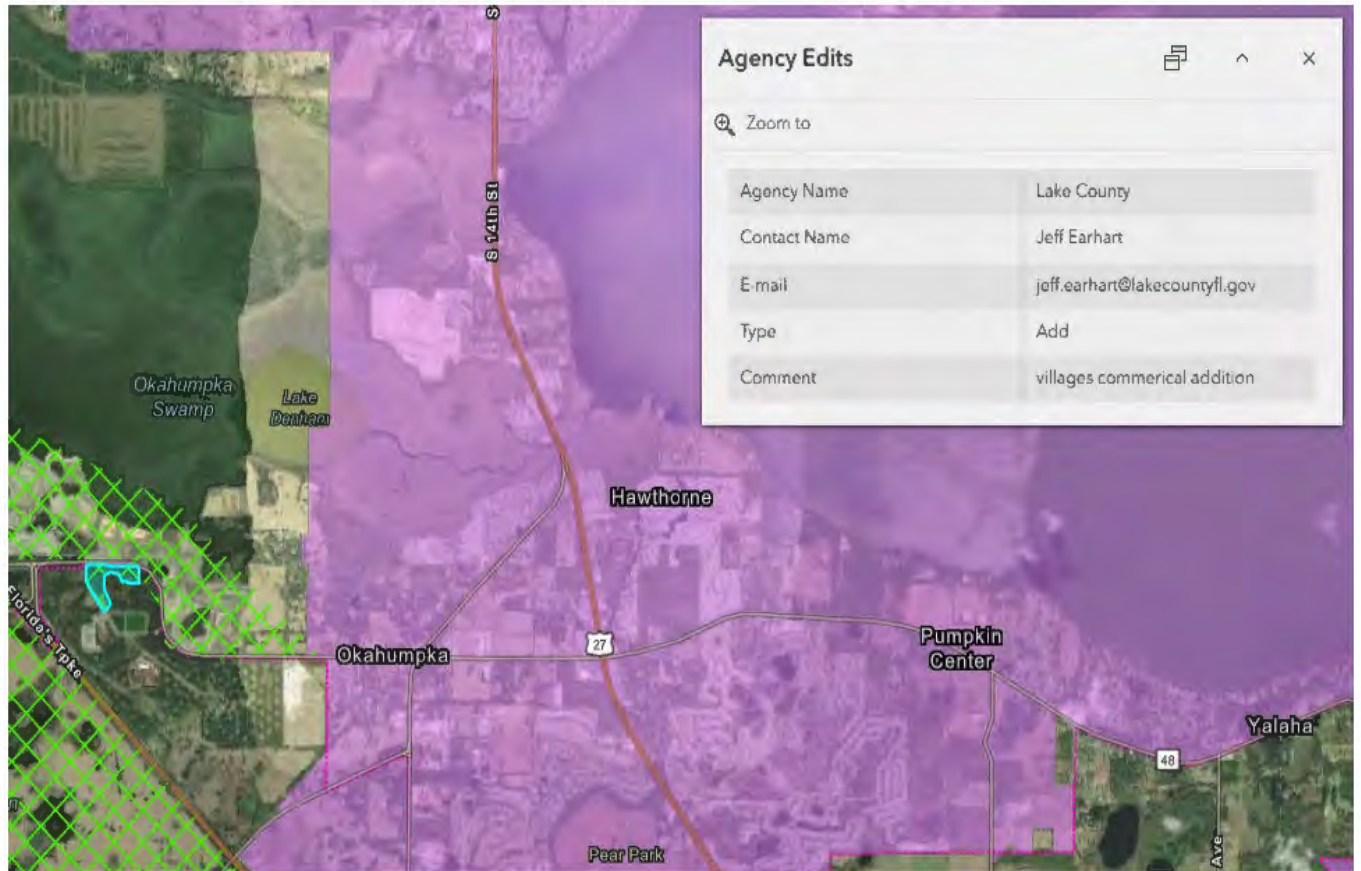 S
Agency Edits
Zoom to
Agency Name Lake County
Contact Name Jeff Earhart
E-mail jeff.earhart@lakecountyfl.gov
Type Add
Comment villages commerical addition
S 14th St
Okahumpka
Swamp
Lake
Denham
Hawthorne
Florida's Tpke
Okahumpka
27
Pumpkin
Center
Yalaha
48
Pear Park
Ave